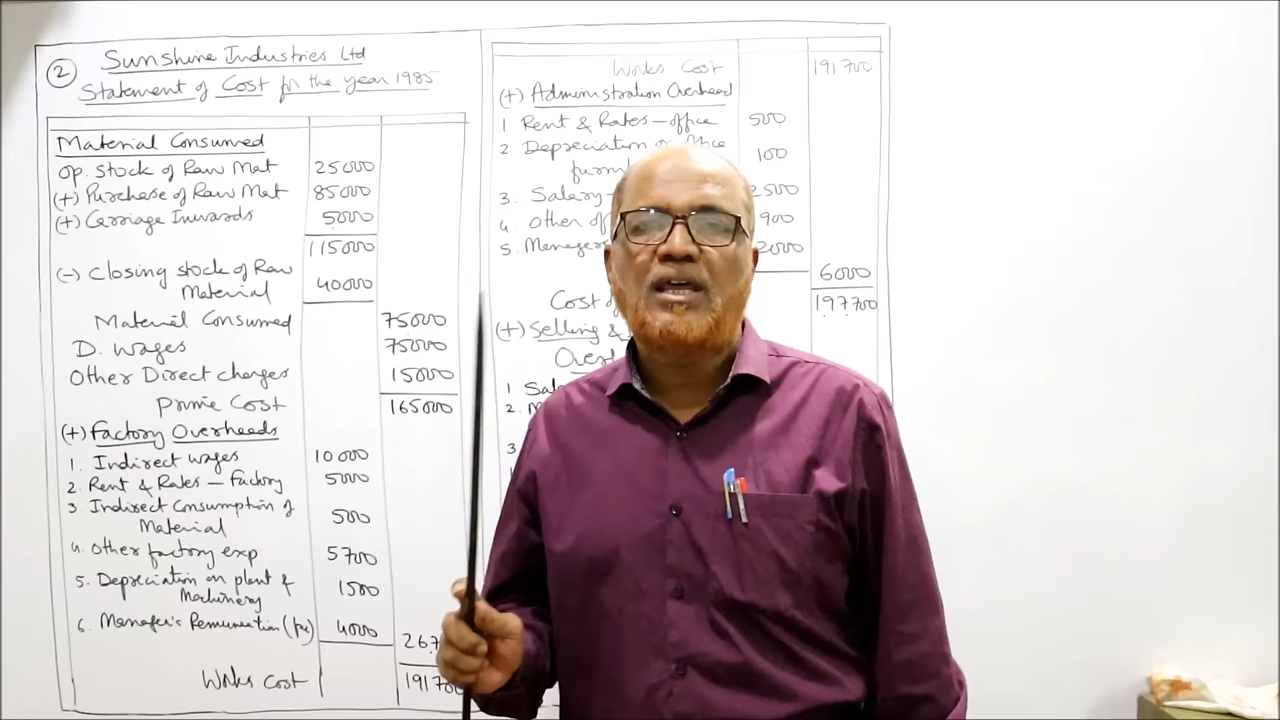 2
Sunshine Industries Ltd
Statement of Cost for the year 1985
Material Consumed
Op. stock of Raw Mat 25000
(+) Purchase of Raw Mat 85000
(+) Carriage Inwards 5000
115000
(-) Closing stock of Raw
Material 40000
Material Consumed 75000
D. wages 75000
Other Direct charges 15000
Prime Cost 165000
(+) Factory Overheads
1. Indirect wages 10000
2. Rent & Rates - Factory 5000
3 Indirect Consumption of
Material 500
4. Other factory exp 5700
5. Depreciation on plant &
Machinery 1500
6. Manager's Remuneration 4000
Works Cost
Works Cost 191700
(+) Administration Overhead
1 Rent & Rates - office 500
2 Depreciation on office
100
3. Salary 2500
4. Other 900
5. 2000
6000
Cost 197700
(+) Selling &
1
2.
3